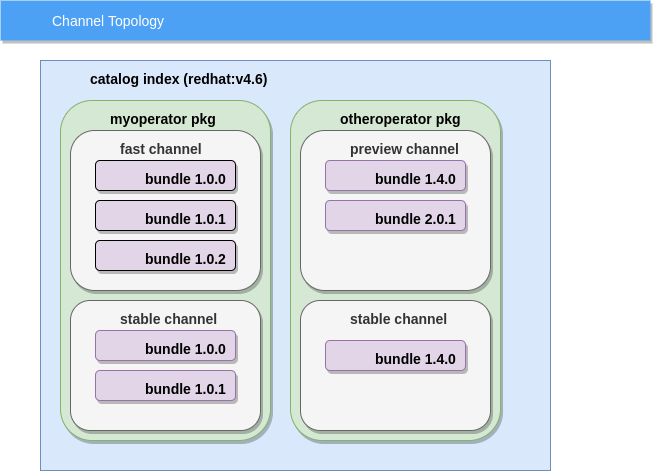 Channel Topology
catalog index (redhat:v4.6)
myoperator pkg
fast channel
bundle 1.0.0
bundle 1.0.1
bundle 1.0.2
stable channel
bundle 1.0.0
bundle 1.0.1
otheroperator pkg
preview channel
bundle 1.4.0
bundle 2.0.1
stable channel
bundle 1.4.0